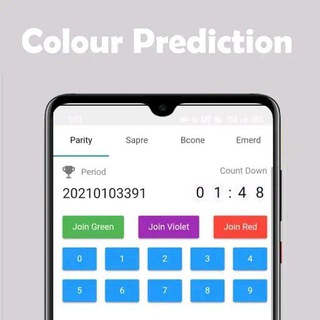 Colour Prediction
Parity Sapre Bcone Emerd
Period Count Down
20210103391 0 1 : 4 8
Join Green Join Violet Join Red
0 1 2 3 4
5 6 7 8 9